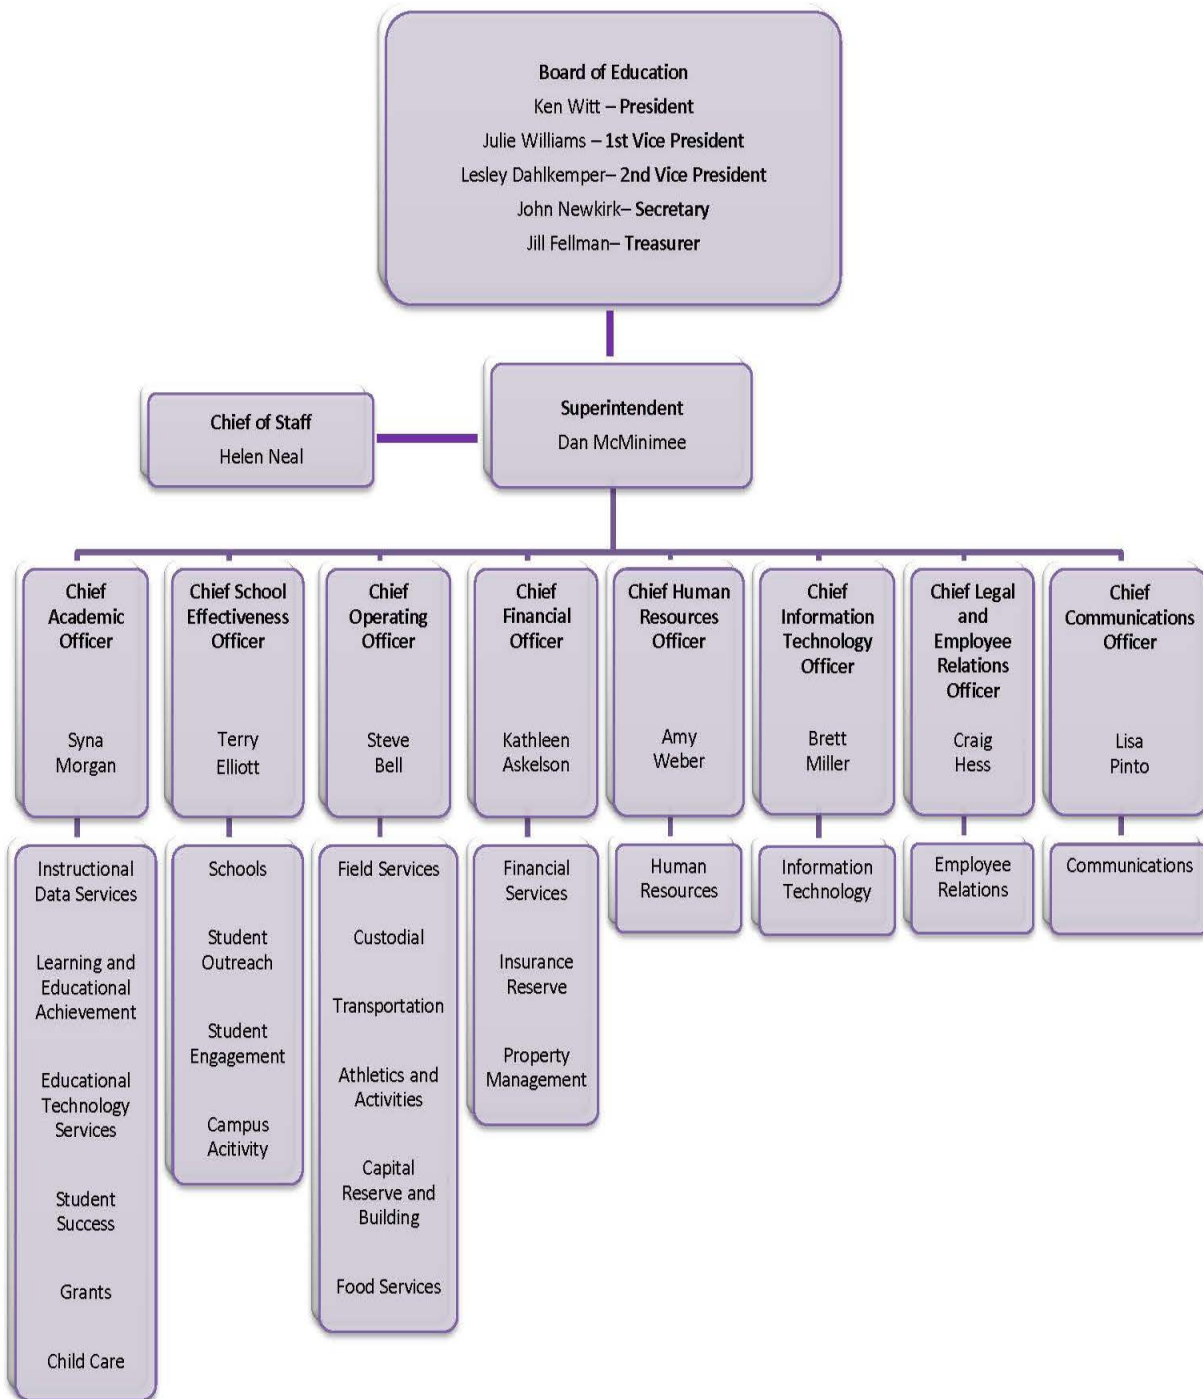 Board of Education
Ken Witt – President
Julie Williams – 1st Vice President
Lesley Dahlkemper– 2nd Vice President
John Newkirk– Secretary
Jill Fellman– Treasurer
Chief of Staff
Helen Neal
Superintendent
Dan McMinimee
Chief
Academic
Officer
Syna
Morgan
Chief School
Effectiveness
Officer
Terry
Elliott
Chief
Operating
Officer
Steve
Bell
Chief
Financial
Officer
Kathleen
Askelson
Chief Human
Resources
Officer
Amy
Weber
Chief
Information
Technology
Officer
Brett
Miller
Chief Legal
and
Employee
Relations
Officer
Craig
Hess
Chief
Communications
Officer
Lisa
Pinto
Instructional
Data Services
Learning and
Educational
Achievement
Educational
Technology
Services
Student
Success
Grants
Child Care
Schools
Student
Outreach
Student
Engagement
Campus
Acitivity
Field Services
Custodial
Transportation
Athletics and
Activities
Capital
Reserve and
Building
Food Services
Financial
Services
Insurance
Reserve
Property
Management
Human
Resources
Information
Technology
Employee
Relations
Communications